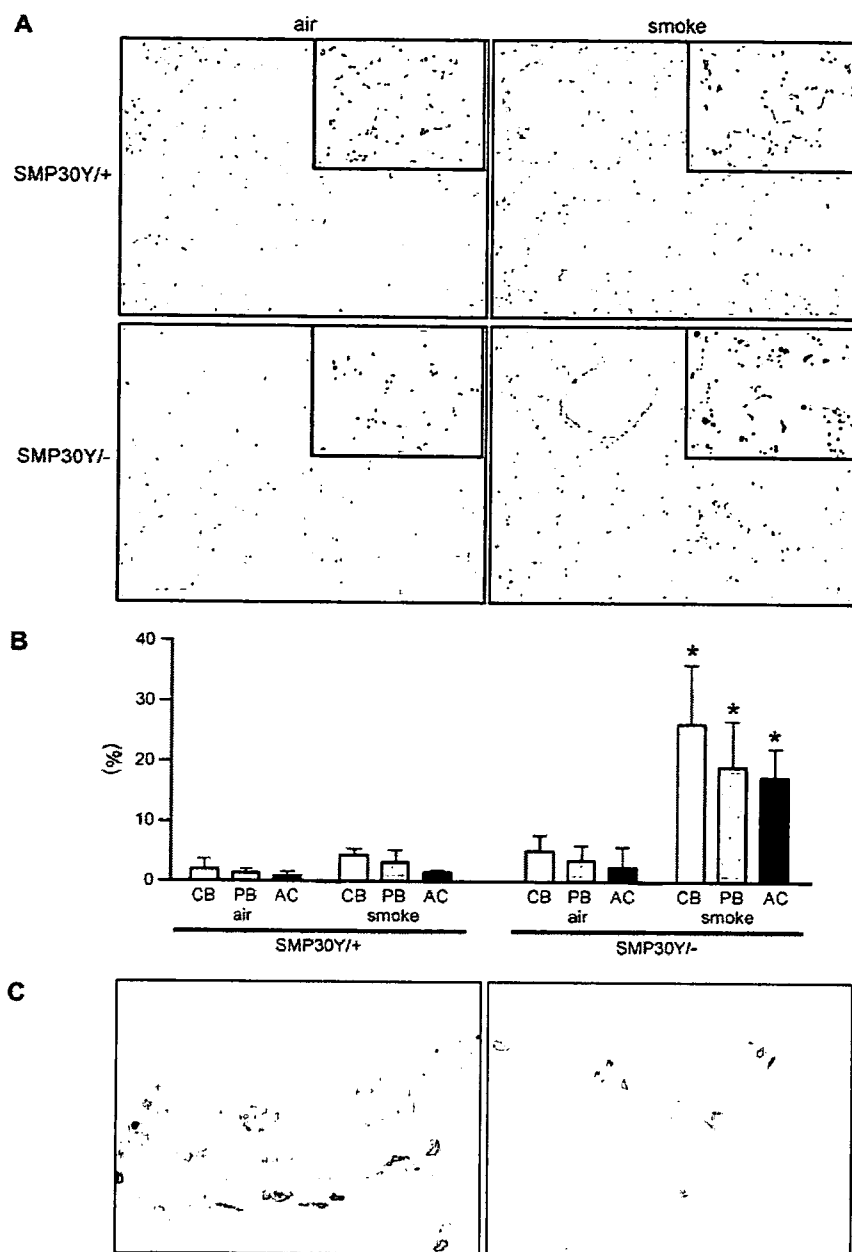 A
air smoke
SMP30Y/+
SMP30Y/-
B
40
30
20
10
0
(%)
* * *
CB PB AC CB PB AC CB PB AC CB PB AC
air smoke air smoke
SMP30Y/+ SMP30Y/-
C